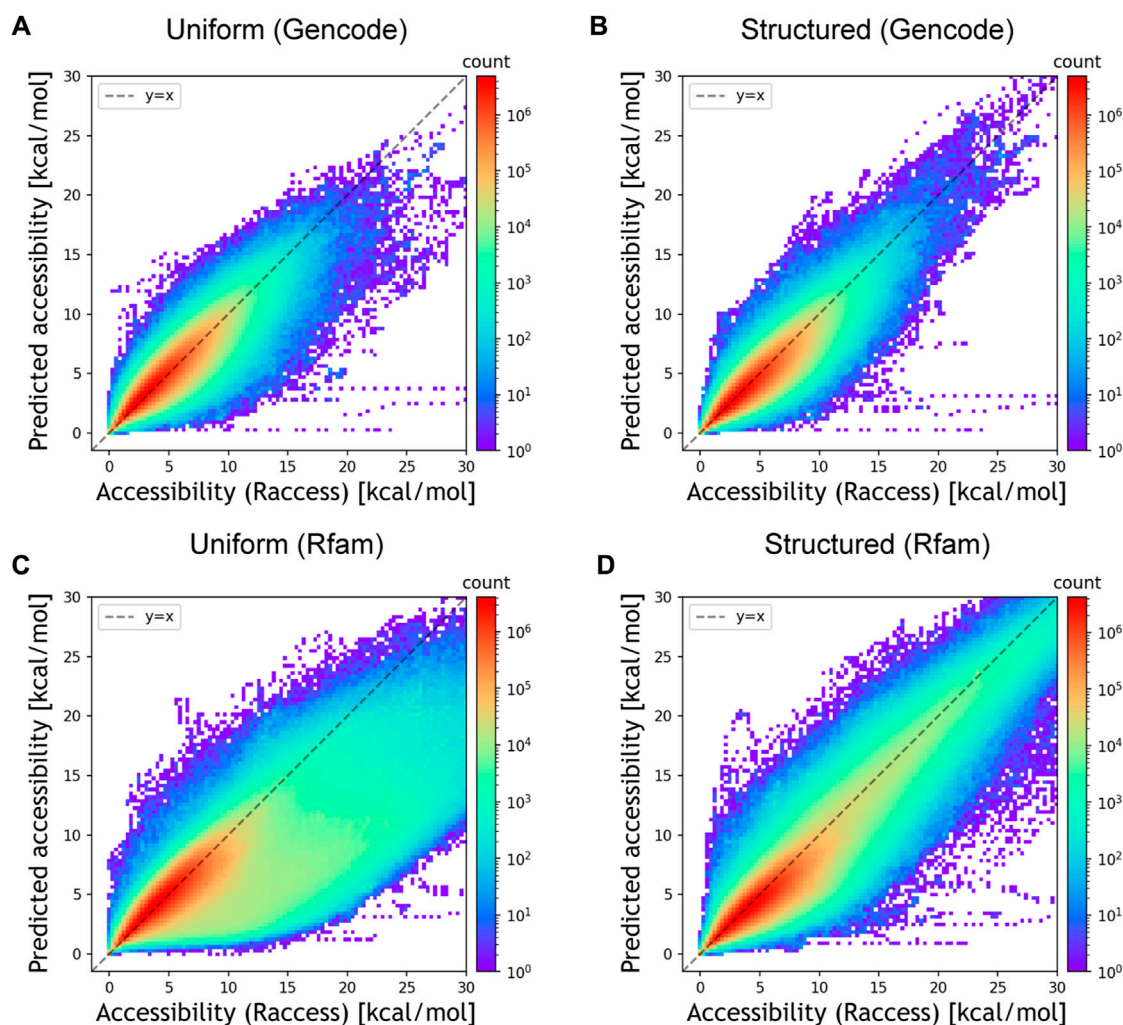 A
Uniform (Gencode)
count
y=x
30
25
20
15
10
5
0
Predicted accessibility [kcal/mol]
0 5 10 15 20 25 30
Accessibility (Raccess) [kcal/mol]
10^6
10^5
10^4
10^3
10^2
10^1
10^0
B
Structured (Gencode)
count
y=x
30
25
20
15
10
5
0
Predicted accessibility [kcal/mol]
0 5 10 15 20 25 30
Accessibility (Raccess) [kcal/mol]
10^6
10^5
10^4
10^3
10^2
10^1
10^0
C
Uniform (Rfam)
count
y=x
30
25
20
15
10
5
0
Predicted accessibility [kcal/mol]
0 5 10 15 20 25 30
Accessibility (Raccess) [kcal/mol]
10^6
10^5
10^4
10^3
10^2
10^1
10^0
D
Structured (Rfam)
count
y=x
30
25
20
15
10
5
0
Predicted accessibility [kcal/mol]
0 5 10 15 20 25 30
Accessibility (Raccess) [kcal/mol]
10^6
10^5
10^4
10^3
10^2
10^1
10^0